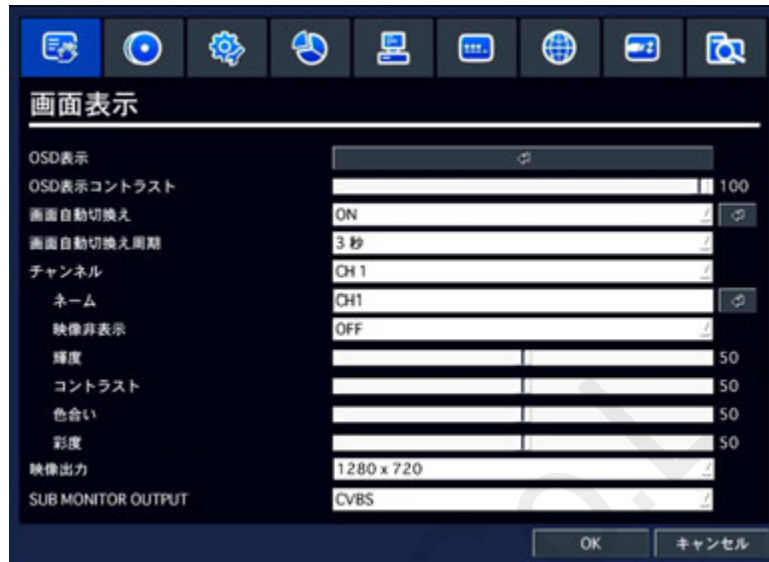 画面表示
OSD表示
OSD表示コントラスト 100
画面自動切換え ON
画面自動切換え周期 3 秒
チャンネル CH 1
ネーム CH1
映像非表示 OFF
輝度 50
コントラスト 50
色合い 50
彩度 50
映像出力 1280 x 720
SUB MONITOR OUTPUT CVBS
OK キャンセル